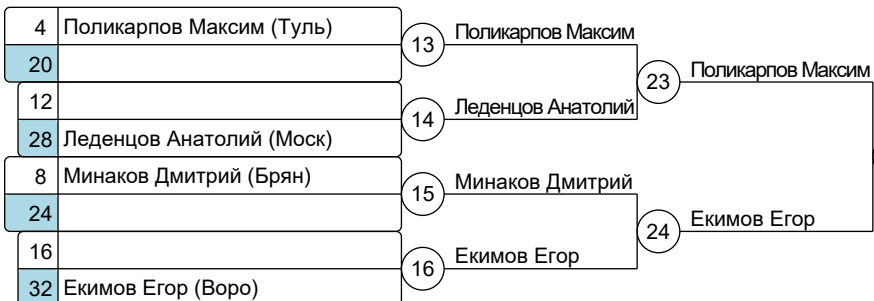 4 Поликарпов Максим (Туль)
20
12
28 Леденцов Анатолий (Моск)
8 Минаков Дмитрий (Брян)
24
16
32 Екимов Егор (Воро)
13 Поликарпов Максим
14 Леденцов Анатолий
15 Минаков Дмитрий
16 Екимов Егор
23 Поликарпов Максим
24 Екимов Егор